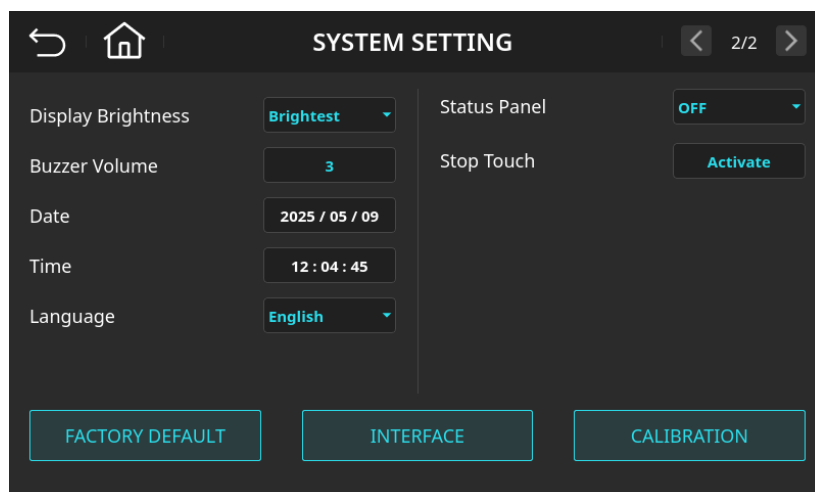 SYSTEM SETTING
2/2
Display Brightness Brightest
Buzzer Volume 3
Date 2025 / 05 / 09
Time 12 : 04 : 45
Language English
Status Panel OFF
Stop Touch Activate
FACTORY DEFAULT
INTERFACE
CALIBRATION